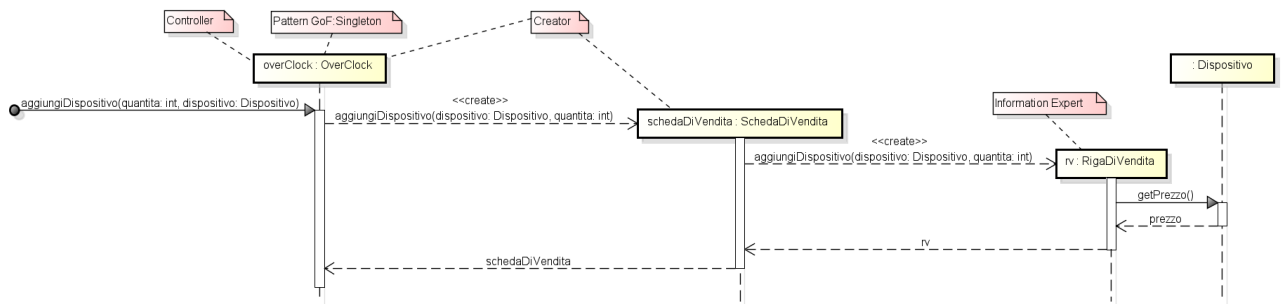 Controller
Pattern GoF:Singleton
Creator
overClock : OverClock
: Dispositivo
aggiungiDispositivo(quantita: int, dispositivo: Dispositivo)
<<create>>
aggiungiDispositivo(dispositivo: Dispositivo, quantita: int)
schedaDiVendita : SchedaDiVendita
Information Expert
<<create>>
aggiungiDispositivo(dispositivo: Dispositivo, quantita: int)
rv : RigaDiVendita
getPrezzo()
prezzo
rv
schedaDiVendita